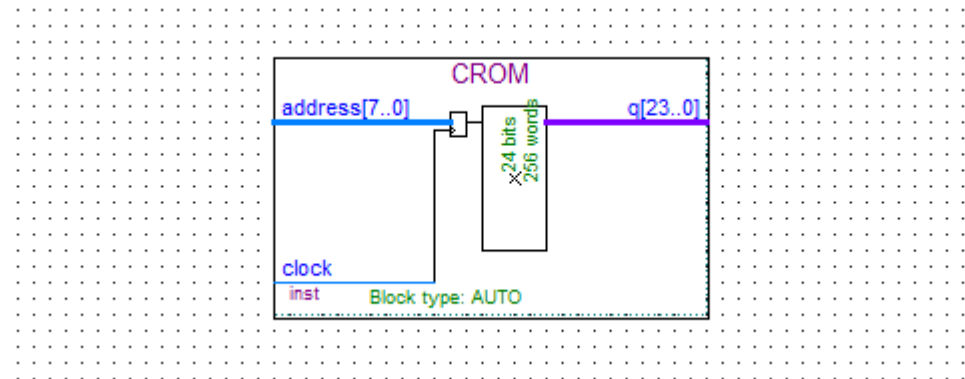 CROM
address[7..0]
q[23..0]
24 bits
256 words
clock
inst
Block type: AUTO